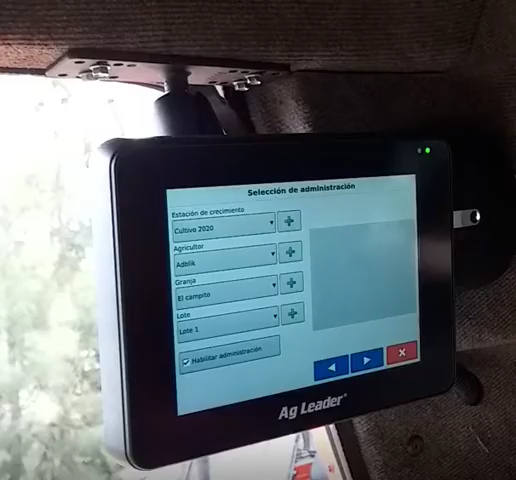 Selección de administración
Estación de crecimiento
Cultivo 2020
Agricultor
Adblik
Granja
El campito
Lote
Lote 1
Habilitar administración
Ag Leader